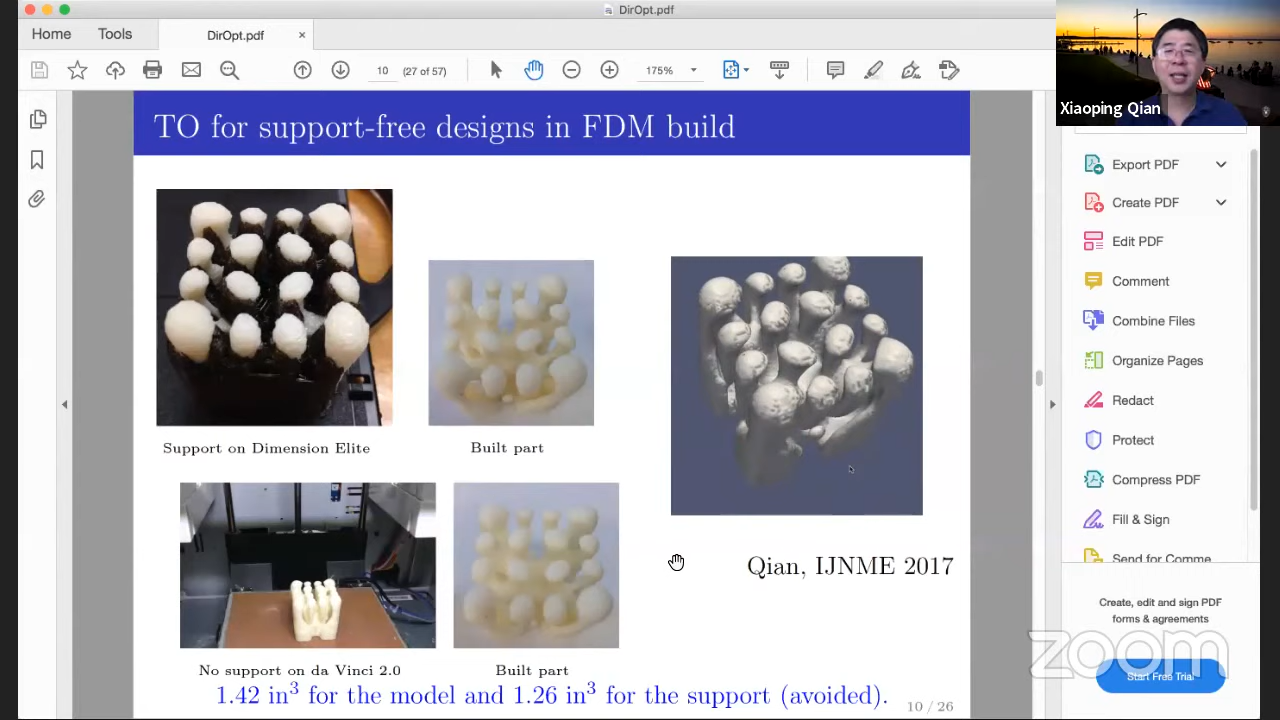 DirOpt.pdf
Home
Tools
DirOpt.pdf
×
10
(27 of 57)
175%
TO for support-free designs in FDM build
Support on Dimension Elite
Built part
No support on da Vinci 2.0
Built part
Qian, IJNME 2017
1.42 in³ for the model and 1.26 in³ for the support (avoided).
10 / 26
Xiaoping Qian
Export PDF
Create PDF
Edit PDF
Comment
Combine Files
Organize Pages
Redact
Protect
Compress PDF
Fill & Sign
Send for Comme
Create, edit and sign PDF
forms & agreements
Start Free Trial
zoom